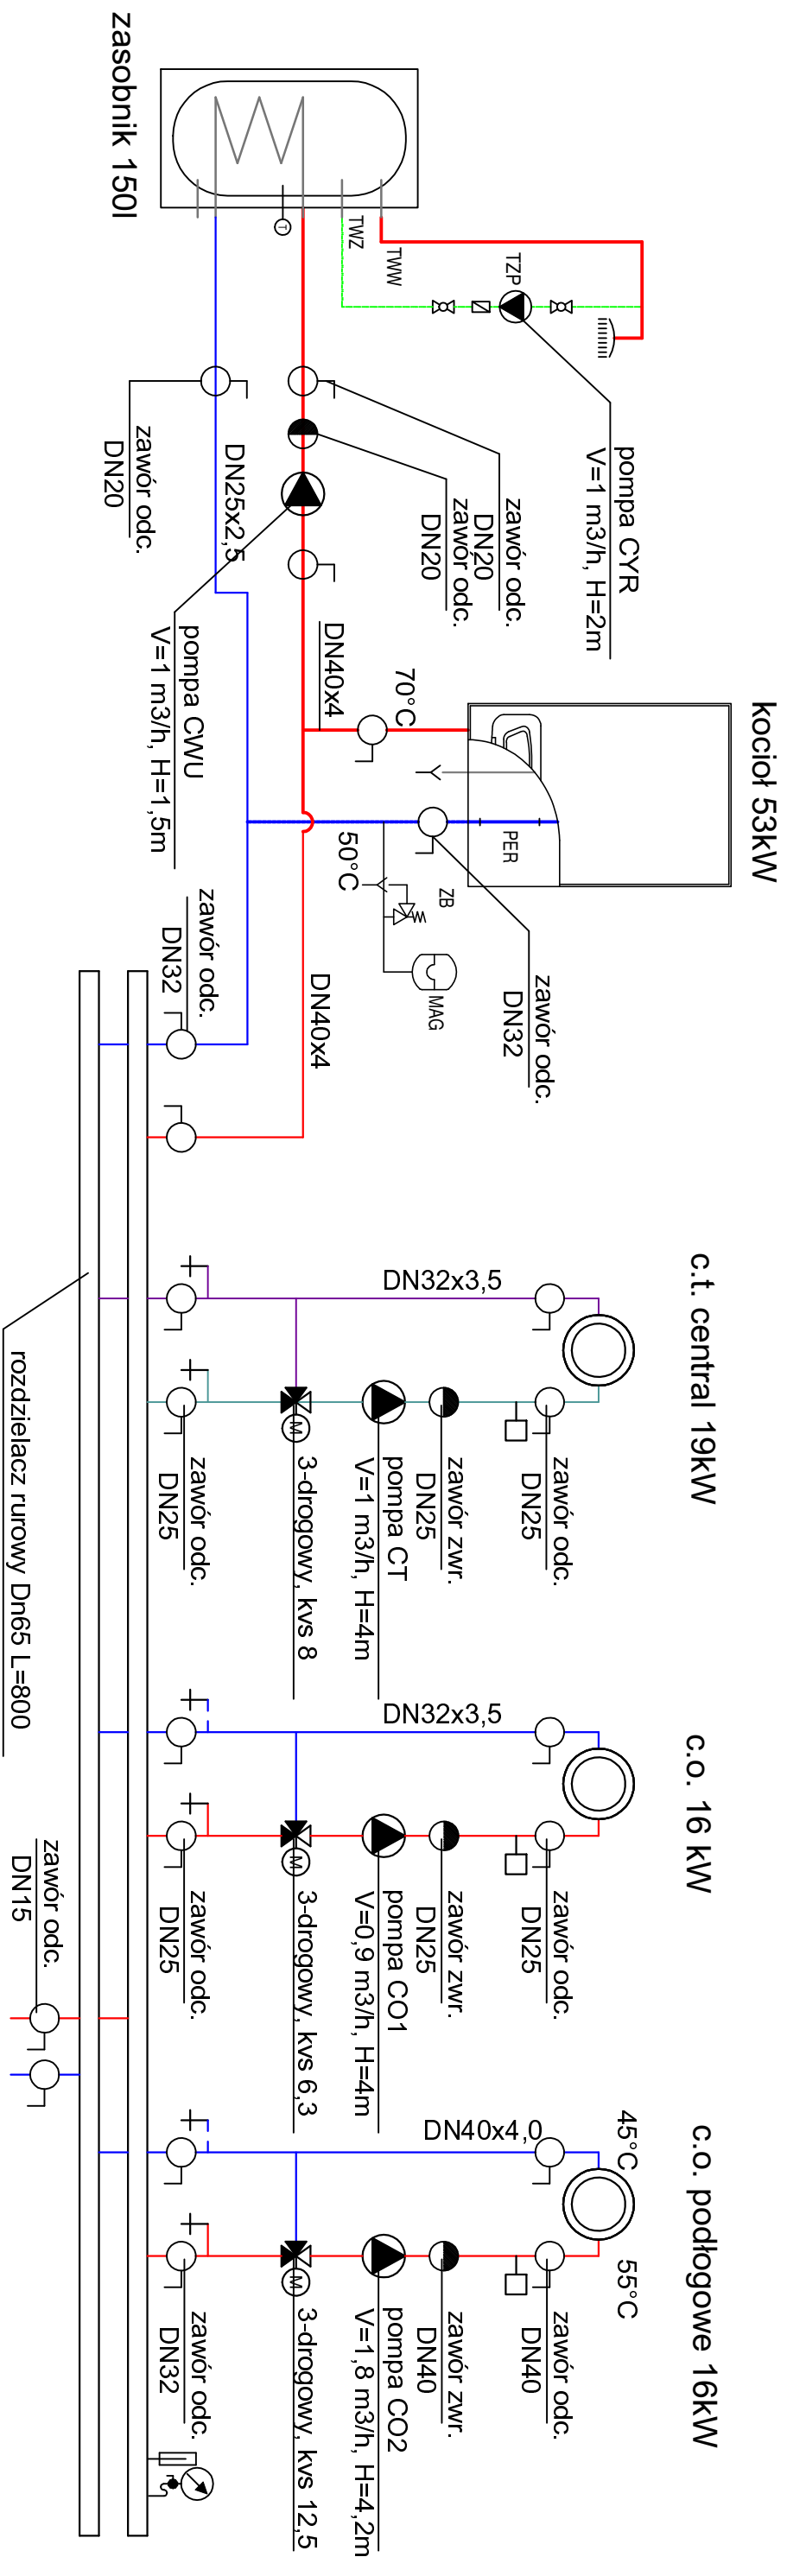 zasobnik 150l
T
TWZ
TWW
TZP
pompa CYR
V=1 m3/h, H=2m
zawór odc.
DN20
zawór odc.
DN20
zawór odc.
DN20
DN25x2,5
pompa CWU
V=1 m3/h, H=1,5m
DN40x4
70°C
kocioł 53kW
PER
50°C
ZB
MAG
zawór odc.
DN32
zawór odc.
DN32
DN40x4
rozdzielacz rurowy Dn65 L=800
c.t. central 19kW
DN32x3,5
zawór odc.
DN25
zawór zwr.
DN25
pompa CT
V=1 m3/h, H=4m
M
3-drogowy, kvs 8
zawór odc.
DN25
c.o. 16 kW
DN32x3,5
zawór odc.
DN25
zawór zwr.
DN25
pompa CO1
V=0,9 m3/h, H=4m
M
3-drogowy, kvs 6,3
zawór odc.
DN25
zawór odc.
DN15
c.o. podłogowe 16kW
45°C
55°C
DN40x4,0
zawór odc.
DN40
zawór zwr.
DN40
pompa CO2
V=1,8 m3/h, H=4,2m
M
3-drogowy, kvs 12,5
zawór odc.
DN32